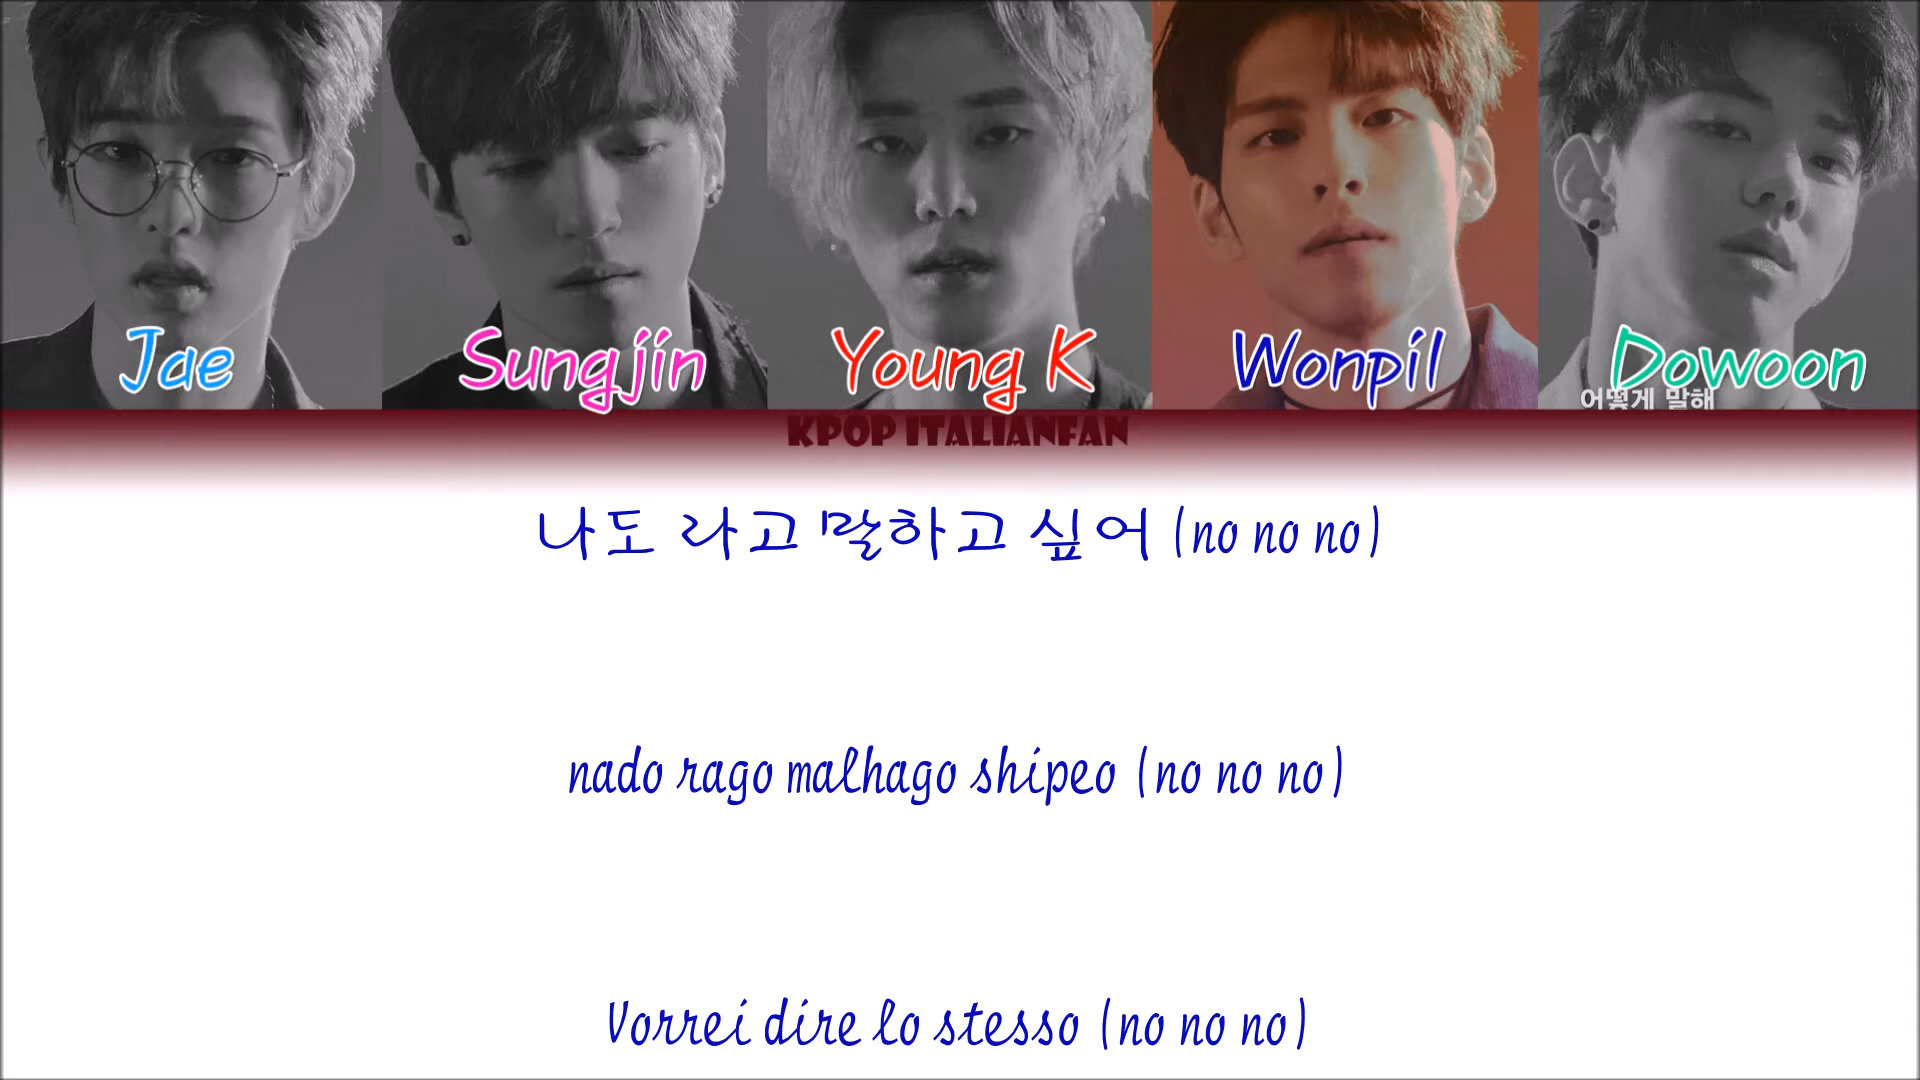 Jae Sungjin Young K Wonpil Dowoon
어떻게 말해
KPOP ITALIANFAN
나도 라고 말하고 싶어 (no no no)
nado rago malhago shipeo (no no no)
Vorrei dire lo stesso (no no no)